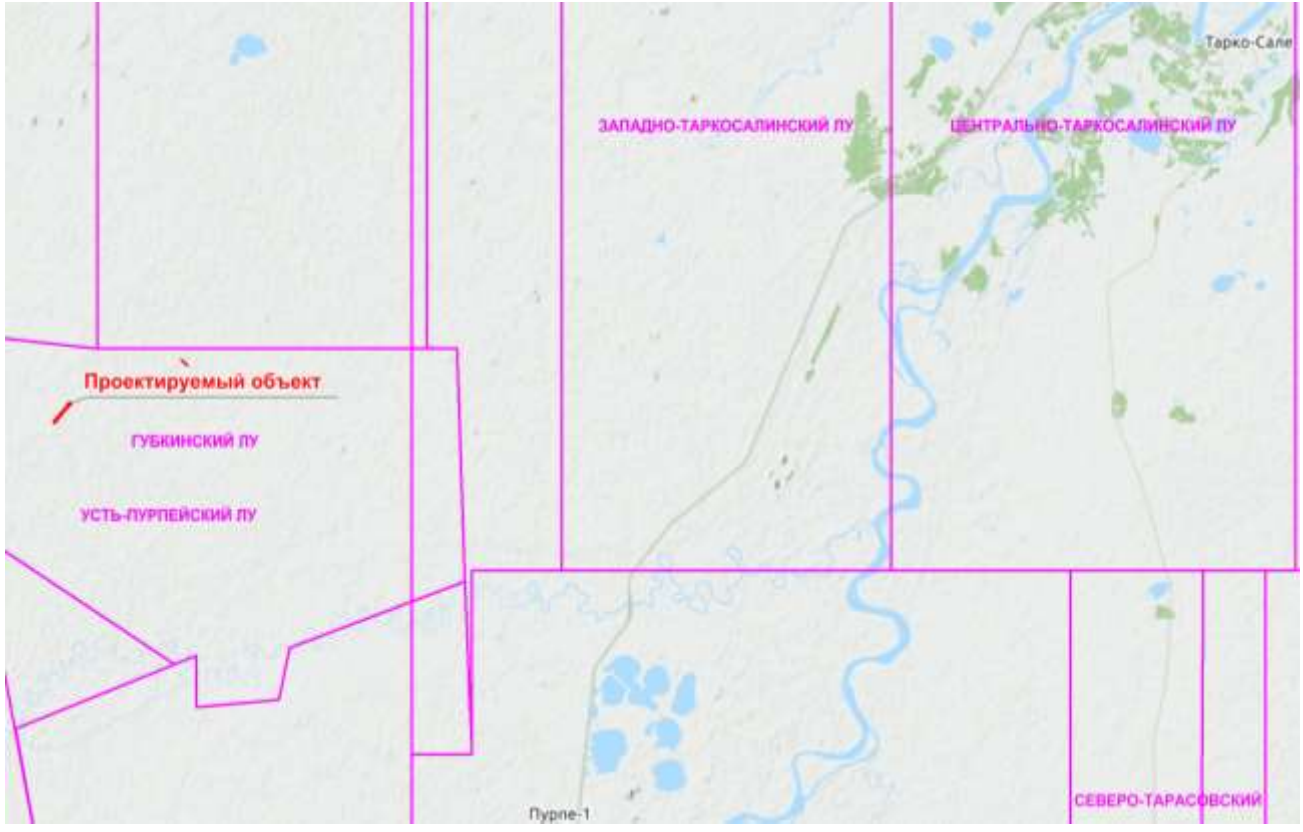 Тарко-Сале
ЗАПАДНО-ТАРКОСАЛИНСКИЙ ЛУ
ЦЕНТРАЛЬНО-ТАРКОСАЛИНСКИЙ ЛУ
Проектируемый объект
ГУБКИНСКИЙ ЛУ
УСТЬ-ПУРПЕЙСКИЙ ЛУ
СЕВЕРО-ТАРАСОВСКИЙ
Пурпе-1